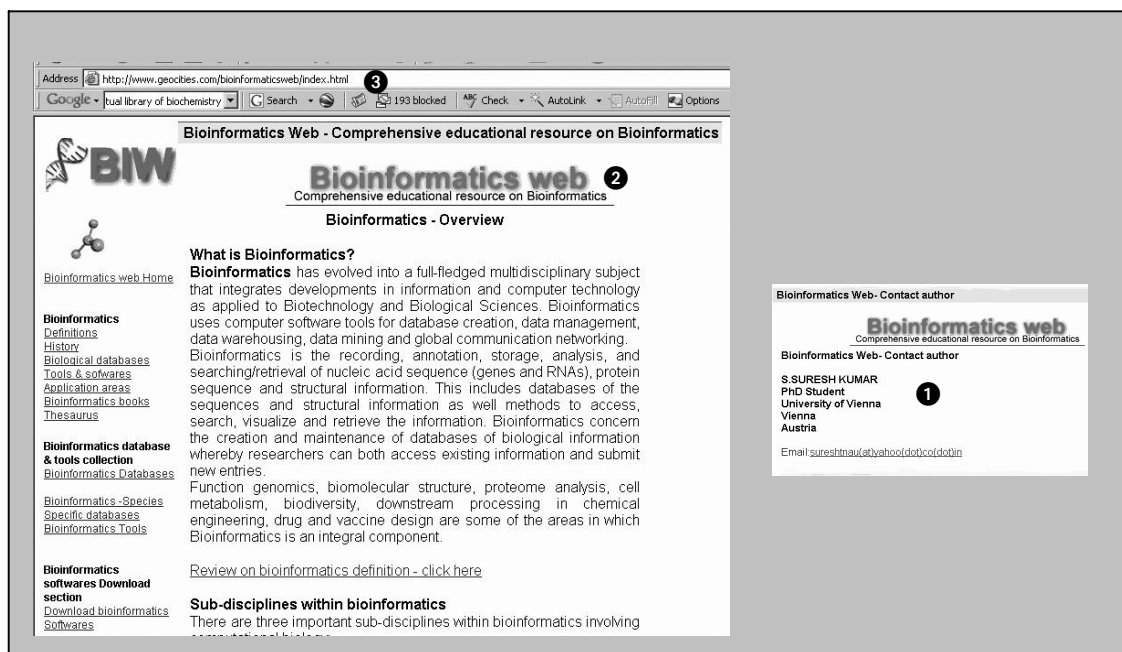 Address http://www.geocities.com/bioinformaticsweb/index.html 3
Google tual library of biochemistry G Search 193 blocked ABC Check AutoLink AutoFill Options
BIW
Bioinformatics Web - Comprehensive educational resource on Bioinformatics
Bioinformatics web 2
Comprehensive educational resource on Bioinformatics
Bioinformatics - Overview
Bioinformatics web Home
Bioinformatics
Definitions
History
Biological databases
Tools & sofwares
Application areas
Bioinformatics books
Thesaurus
Bioinformatics database
& tools collection
Bioinformatics Databases
Bioinformatics -Species
Specific databases
Bioinformatics Tools
Bioinformatics
softwares Download
section
Download bioinformatics
Softwares
What is Bioinformatics?
Bioinformatics has evolved into a full-fledged multidisciplinary subject
that integrates developments in information and computer technology
as applied to Biotechnology and Biological Sciences. Bioinformatics
uses computer software tools for database creation, data management,
data warehousing, data mining and global communication networking.
Bioinformatics is the recording, annotation, storage, analysis, and
searching/retrieval of nucleic acid sequence (genes and RNAs), protein
sequence and structural information. This includes databases of the
sequences and structural information as well methods to access,
search, visualize and retrieve the information. Bioinformatics concern
the creation and maintenance of databases of biological information
whereby researchers can both access existing information and submit
new entries.
Function genomics, biomolecular structure, proteome analysis, cell
metabolism, biodiversity, downstream processing in chemical
engineering, drug and vaccine design are some of the areas in which
Bioinformatics is an integral component.
Review on bioinformatics definition - click here
Sub-disciplines within bioinformatics
There are three important sub-disciplines within bioinformatics involving
Bioinformatics Web- Contact author
Bioinformatics web
Comprehensive educational resource on Bioinformatics
Bioinformatics Web- Contact author
S.SURESH KUMAR
PhD Student
University of Vienna 1
Vienna
Austria
Email:sureshtnau(at)yahoo(dot)co(dot)in